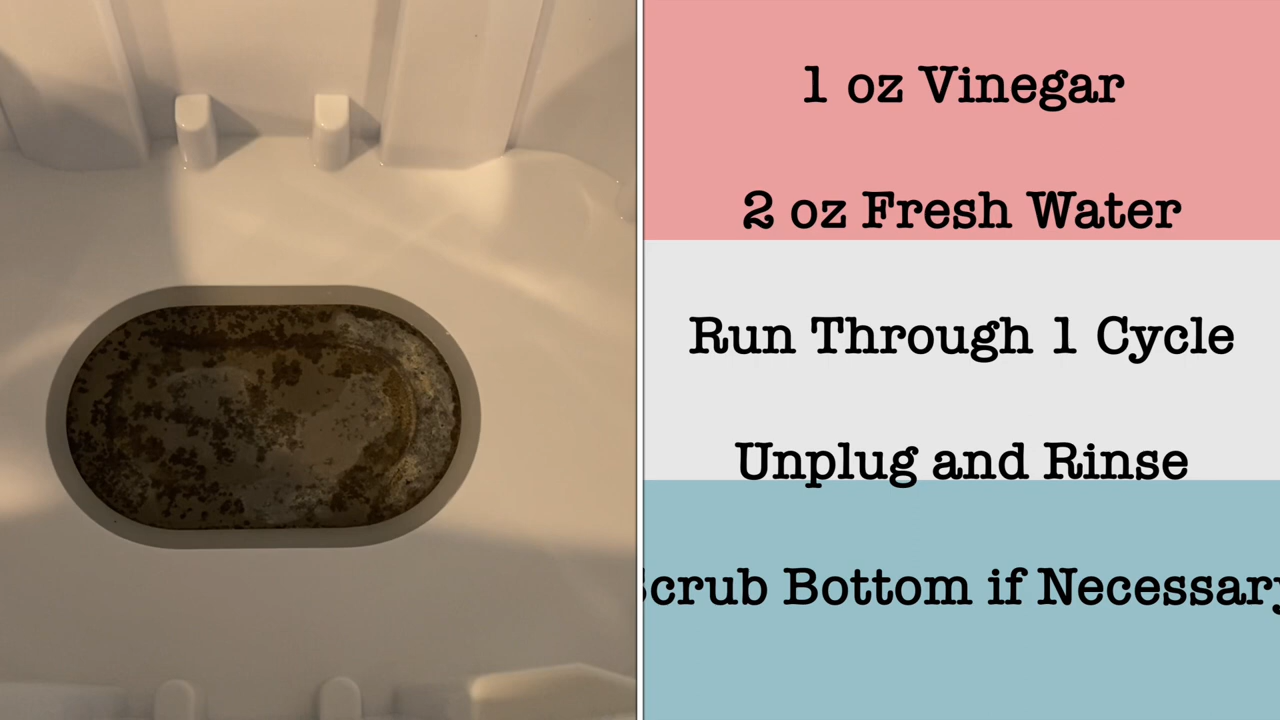 1 oz Vinegar
2 oz Fresh Water
Run Through 1 Cycle
Unplug and Rinse
Scrub Bottom if Necessary